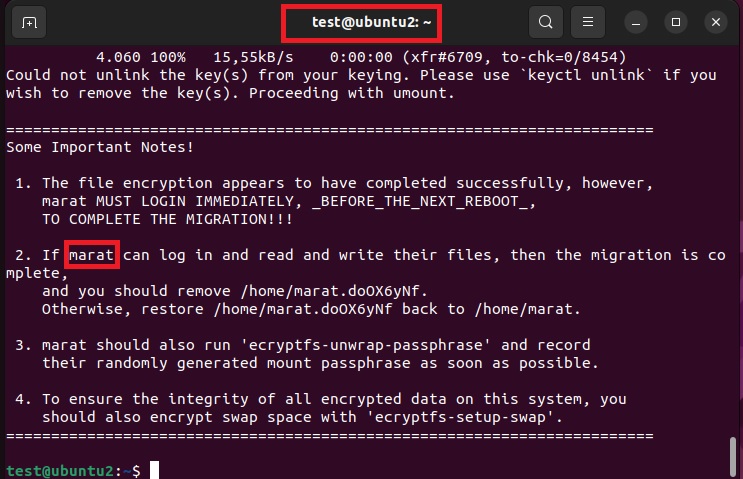 test@ubuntu2: ~
4.060 100%   15,55kB/s    0:00:00 (xfr#6709, to-chk=0/8454)
Could not unlink the key(s) from your keying. Please use `keyctl unlink` if you
wish to remove the key(s). Proceeding with umount.
========================================================================
Some Important Notes!
1. The file encryption appears to have completed successfully, however,
marat MUST LOGIN IMMEDIATELY, _BEFORE_THE_NEXT_REBOOT_,
TO COMPLETE THE MIGRATION!!!
2. If marat can log in and read and write their files, then the migration is co
mplete,
and you should remove /home/marat.doOX6yNf.
Otherwise, restore /home/marat.doOX6yNf back to /home/marat.
3. marat should also run 'ecryptfs-unwrap-passphrase' and record
their randomly generated mount passphrase as soon as possible.
4. To ensure the integrity of all encrypted data on this system, you
should also encrypt swap space with 'ecryptfs-setup-swap'.
========================================================================
test@ubuntu2:~$